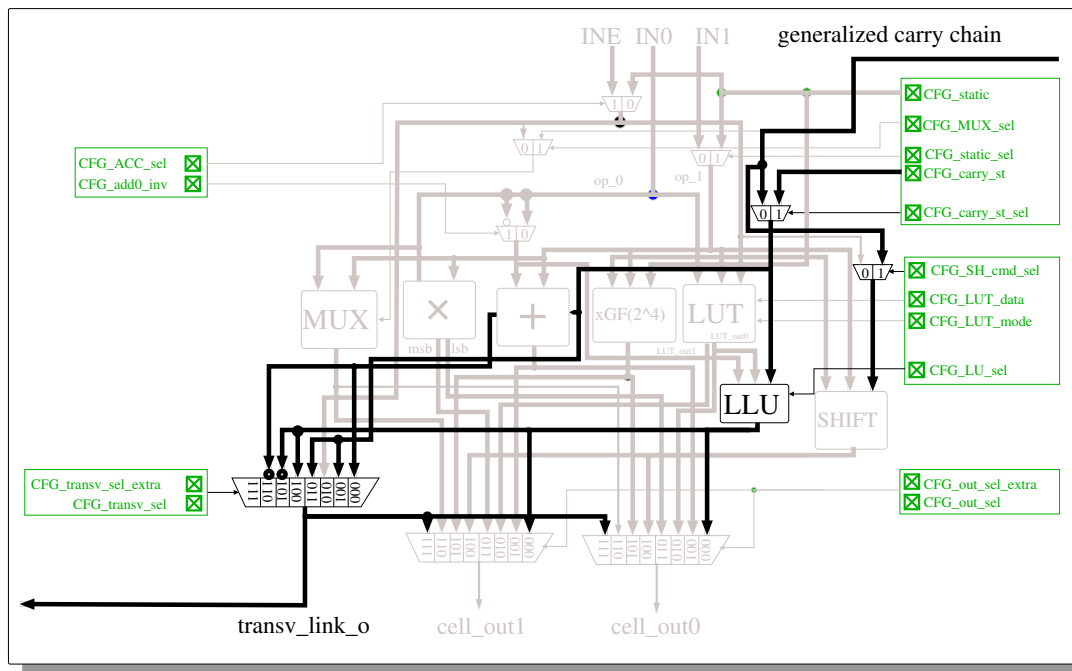 generalized carry chain
INE IN0 IN1
CFG_static
1 0
CFG_MUX_sel
0 1
CFG_static_sel
0 1
CFG_ACC_sel
CFG_carry_st
CFG_add0_inv
op_0
op_1
0 1
CFG_carry_st_sel
1 0
0 1
CFG_SH_cmd_sel
CFG_LUT_data
MUX
×
+
xGF(2^4)
LUT
CFG_LUT_mode
LUT_out0
msb
lsb
LUT_out1
CFG_LU_sel
LLU
SHIFT
CFG_transv_sel_extra
111 110 101 100 011 010 001 000
CFG_transv_sel
CFG_out_sel_extra
CFG_out_sel
111 110 101 100 011 010 001 000
111 110 101 100 011 010 001 000
transv_link_o
cell_out1
cell_out0